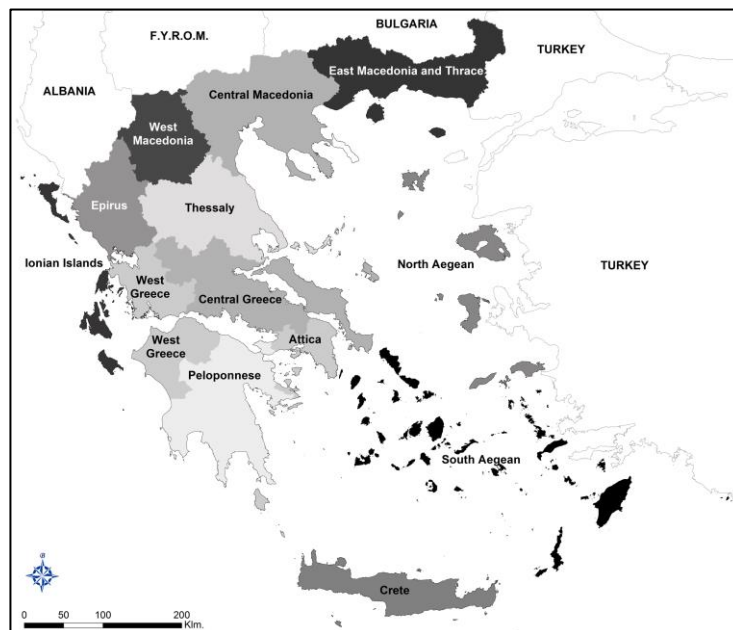 BULGARIA
F.Y.R.O.M.
TURKEY
East Macedonia and Thrace
ALBANIA
Central Macedonia
West
Macedonia
Epirus
Thessaly
Ionian Islands
North Aegean
TURKEY
West
Greece
Central Greece
West
Greece
Attica
Peloponnese
South Aegean
Crete
0 50 100 200
Klm.